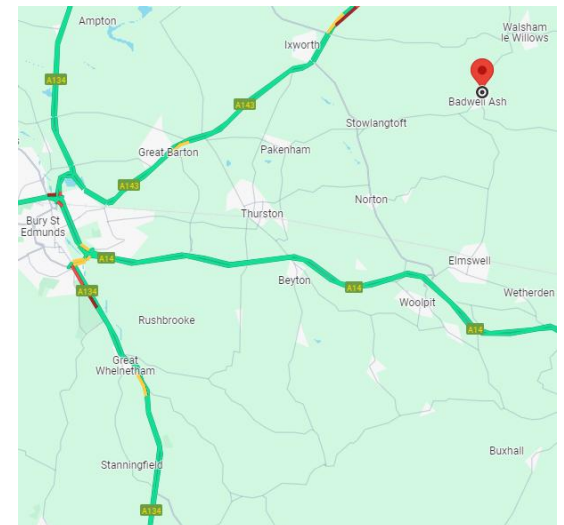 Ampton
Walsham
le Willows
Ixworth
A134
Badwell Ash
A143
Stowlangtoft
Great Barton
Pakenham
A143
Norton
Thurston
Bury St
Edmunds
A14
Elmswell
Beyton
A14
Wetherden
A134
Woolpit
Rushbrooke
A14
Great
Whelnetham
Buxhall
Stanningfield
A134